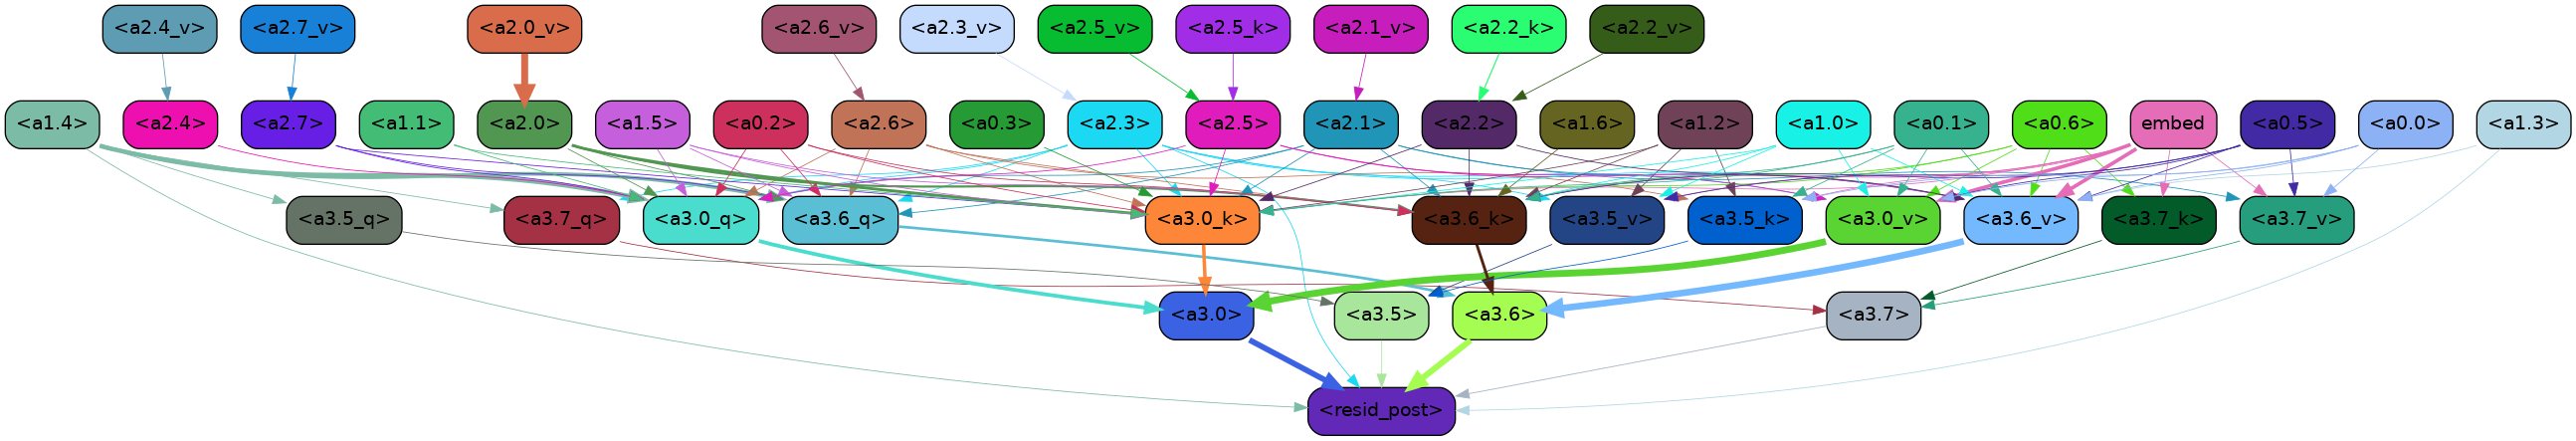 <a2.4_v> <a2.7_v> <a2.0_v> <a2.6_v> <a2.3_v> <a2.5_v> <a2.5_k> <a2.1_v> <a2.2_k> <a2.2_v>
<a1.4> <a2.4> <a2.7> <a1.1> <a2.0> <a1.5> <a0.2> <a2.6> <a0.3> <a2.3> <a2.5> <a2.1> <a2.2> <a1.6> <a1.2> <a1.0> <a0.1> <a0.6> embed <a0.5> <a0.0> <a1.3>
<a3.5_q> <a3.7_q> <a3.0_q> <a3.6_q> <a3.0_k> <a3.6_k> <a3.5_v> <a3.5_k> <a3.0_v> <a3.6_v> <a3.7_k> <a3.7_v>
<a3.0> <a3.5> <a3.6> <a3.7>
<resid_post>